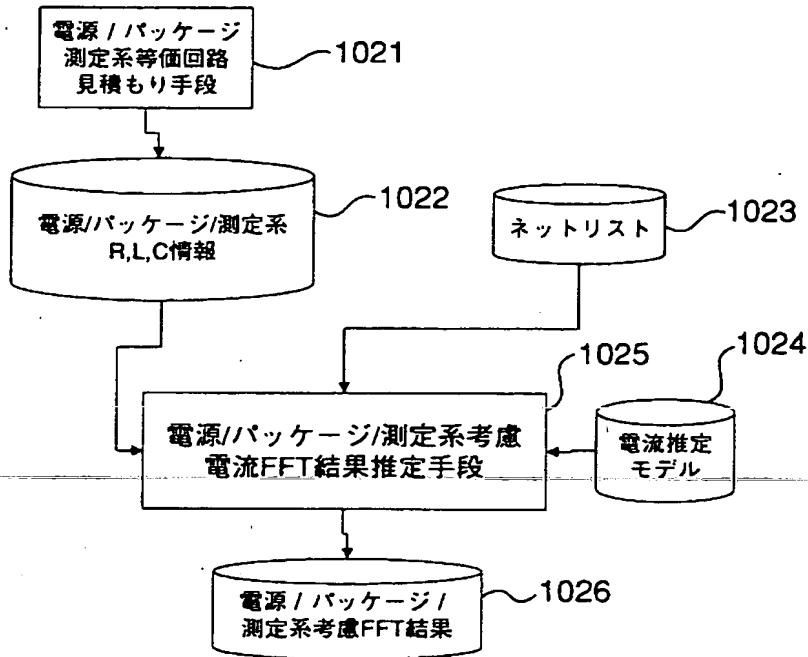 電源 / パッケージ
測定系等価回路
見積もり手段
1021
電源/パッケージ/測定系
R,L,C情報
1022
ネットリスト
1023
電源/パッケージ/測定系考慮
電流FFT結果推定手段
1025
電流推定
モデル
1024
電源 / パッケージ /
測定系考慮FFT結果
1026